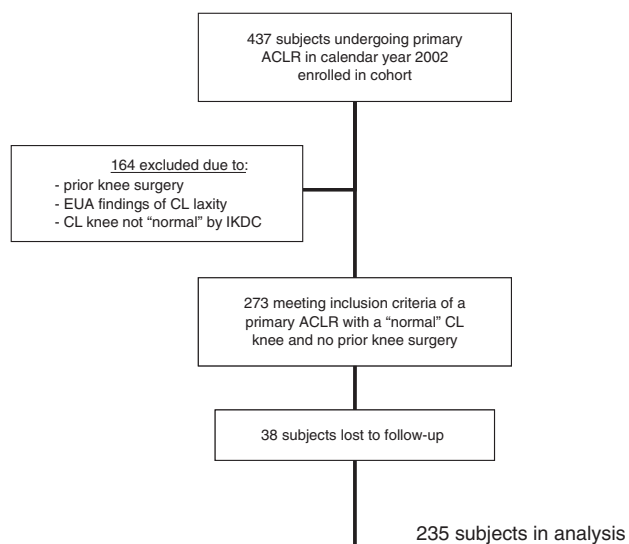 437 subjects undergoing primary
ACLR in calendar year 2002
enrolled in cohort
164 excluded due to:
- prior knee surgery
- EUA findings of CL laxity
- CL knee not “normal” by IKDC
273 meeting inclusion criteria of a
primary ACLR with a “normal” CL
knee and no prior knee surgery
38 subjects lost to follow-up
235 subjects in analysis